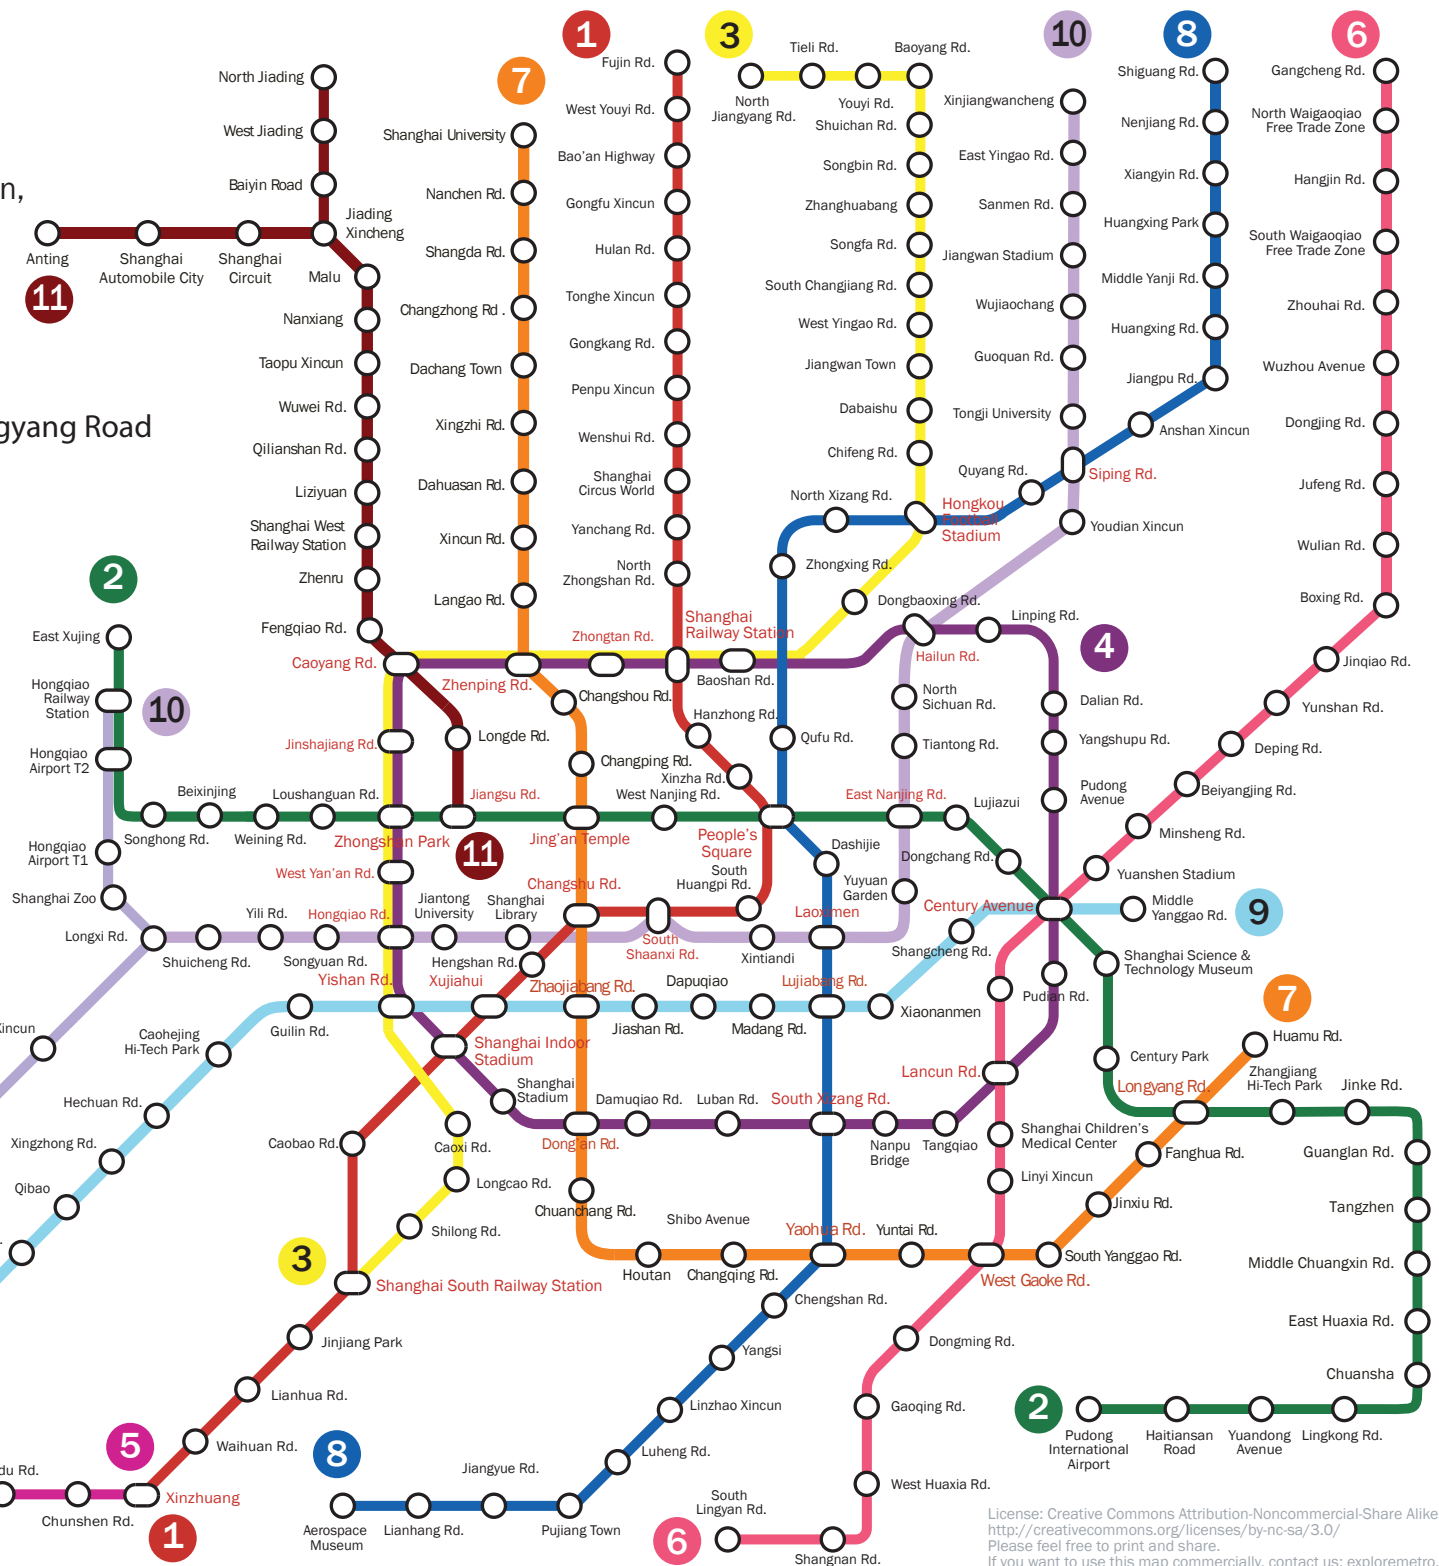 1
3
10
8
6
7
Fujin Rd.
Tieli Rd.
Baoyang Rd.
North
Jiangyang Rd.
Youyi Rd.
Shuichan Rd.
Songbin Rd.
Zhanghuabang
Songfa Rd.
South Changjiang Rd.
West Yingao Rd.
Jiangwan Town
Dabaishu
Chifeng Rd.
Hongkou
Football
Stadium
North Jiading
West Jiading
Baiyin Road
Jiading
Xincheng
Anting
Shanghai
Automobile City
Shanghai
Circuit
11
Malu
Nanxiang
Taopu Xincun
Wuwei Rd.
Qilianshan Rd.
Liziyuan
Shanghai West
Railway Station
Zhenru
Fengqiao Rd.
Caoyang Rd.
n,
gyang Road
Shanghai University
Nanchen Rd.
Shangda Rd.
Changzhong Rd .
Dachang Town
Xingzhi Rd.
Dahuasan Rd.
Xincun Rd.
Langao Rd.
Zhenping Rd.
West Youyi Rd.
Bao'an Highway
Gongfu Xincun
Hulan Rd.
Tonghe Xincun
Gongkang Rd.
Penpu Xincun
Wenshui Rd.
Shanghai
Circus World
Yanchang Rd.
North
Zhongshan Rd.
Shanghai
Railway Station
Zhongtan Rd.
Xinjiangwancheng
East Yingao Rd.
Sanmen Rd.
Jiangwan Stadium
Wujiaochang
Guoquan Rd.
Tongji University
Siping Rd.
Quyang Rd.
Youdian Xincun
Shiguang Rd.
Nenjiang Rd.
Xiangyin Rd.
Huangxing Park
Middle Yanji Rd.
Huangxing Rd.
Jiangpu Rd.
Anshan Xincun
North Xizang Rd.
Zhongxing Rd.
Dongbaoxing Rd.
Linping Rd.
Hailun Rd.
4
Gangcheng Rd.
North Waigaoqiao
Free Trade Zone
Hangjin Rd.
South Waigaoqiao
Free Trade Zone
Zhouhai Rd.
Wuzhou Avenue
Dongjing Rd.
Jufeng Rd.
Wulian Rd.
Boxing Rd.
Jinqiao Rd.
Yunshan Rd.
Deping Rd.
Beiyangjing Rd.
Minsheng Rd.
Yuanshen Stadium
2
East Xujing
Hongqiao
Railway
Station
10
Hongqiao
Airport T2
Hongqiao
Airport T1
Shanghai Zoo
Longxi Rd.
Beixinjing
Songhong Rd.
Weining Rd.
Loushanguan Rd.
Jinshajiang Rd.
Longde Rd.
Jiangsu Rd.
Zhongshan Park
11
West Yan'an Rd.
Changshou Rd.
Changping Rd.
Baoshan Rd.
Hanzhong Rd.
Xinzha Rd.
Qufu Rd.
West Nanjing Rd.
Jing'an Temple
People's
Square
North
Sichuan Rd.
Tiantong Rd.
East Nanjing Rd.
Lujiazui
Dalian Rd.
Yangshupu Rd.
Pudong
Avenue
Dongchang Rd.
Dashijie
Yuyuan
Garden
Century Avenue
Middle
Yanggao Rd.
9
Shuicheng Rd.
Yili Rd.
Songyuan Rd.
Hongqiao Rd.
Jiantong
University
Shanghai
Library
Changshu Rd.
South
Huangpi Rd.
South
Shaanxi Rd.
Laoximen
Xintiandi
Shangcheng Rd.
Hengshan Rd.
Yishan Rd.
Xujiahui
Zhaojiabang Rd.
Dapuqiao
Jiashan Rd.
Madang Rd.
Lujiabang Rd.
Xiaonanmen
Pudian Rd.
Shanghai Science &
Technology Museum
7
Huamu Rd.
Century Park
Longyang Rd.
Zhangjiang
Hi-Tech Park
Jinke Rd.
Guanglan Rd.
Tangzhen
Middle Chuangxin Rd.
East Huaxia Rd.
Chuansha
Guilin Rd.
Caohejing
Hi-Tech Park
Hechuan Rd.
Xingzhong Rd.
Qibao
Shanghai Indoor
Stadium
Shanghai
Stadium
Damuqiao Rd.
Luban Rd.
South Xizang Rd.
Dong'an Rd.
Nanpu
Bridge
Tangqiao
Lancun Rd.
Shanghai Children's
Medical Center
Linyi Xincun
Fanghua Rd.
Jinxiu Rd.
South Yanggao Rd.
West Gaoke Rd.
Yuntai Rd.
Yaohua Rd.
Shibo Avenue
Changqing Rd.
Houtan
Chuanchang Rd.
Caobao Rd.
Caoxi Rd.
Longcao Rd.
Shilong Rd.
3
Shanghai South Railway Station
Jinjiang Park
Lianhua Rd.
Waihuan Rd.
5
du Rd.
Chunshen Rd.
Xinzhuang
1
Chengshan Rd.
Yangsi
Linzhao Xincun
Luheng Rd.
8
Jiangyue Rd.
Aerospace
Museum
Lianhang Rd.
Pujiang Town
Dongming Rd.
Gaoqing Rd.
West Huaxia Rd.
South
Lingyan Rd.
Shangnan Rd.
6
2
Pudong
International
Airport
Haitiansan
Road
Yuandong
Avenue
Lingkong Rd.
License: Creative Commons Attribution-Noncommercial-Share Alike
http://creativecommons.org/licenses/by-nc-sa/3.0/
Please feel free to print and share.
If you want to use this map commercially, contact us: exploremetro